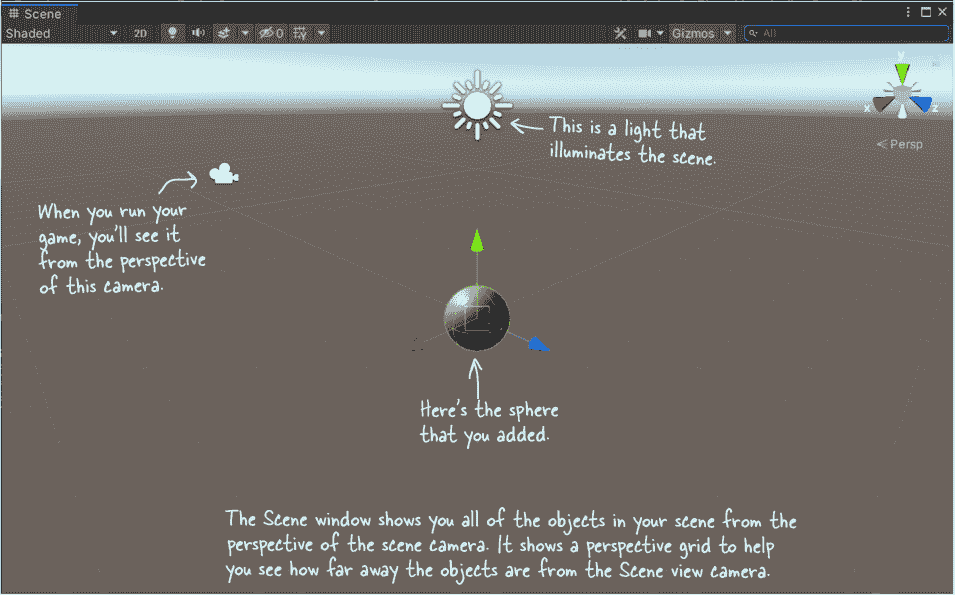 Scene
Shaded 2D 0 Gizmos All
y
x z
Persp
This is a light that
illuminates the scene.
When you run your
game, you'll see it
from the perspective
of this camera.
Here's the sphere
that you added.
The Scene window shows you all of the objects in your scene from the
perspective of the scene camera. It shows a perspective grid to help
you see how far away the objects are from the Scene view camera.